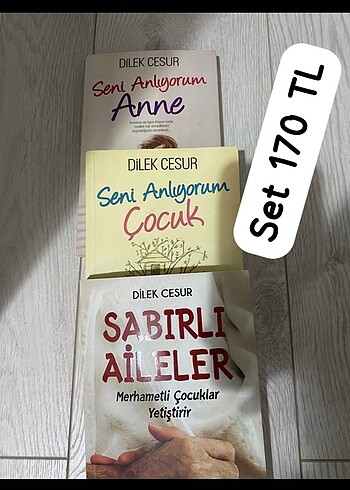 DİLEK CESUR
Seni Anlıyorum
Anne
DİLEK CESUR
Seni Anlıyorum
Çocuk
DİLEK CESUR
SABIRLI
AİLELER
Merhametli Çocuklar
Yetiştirir
Set 170 TL